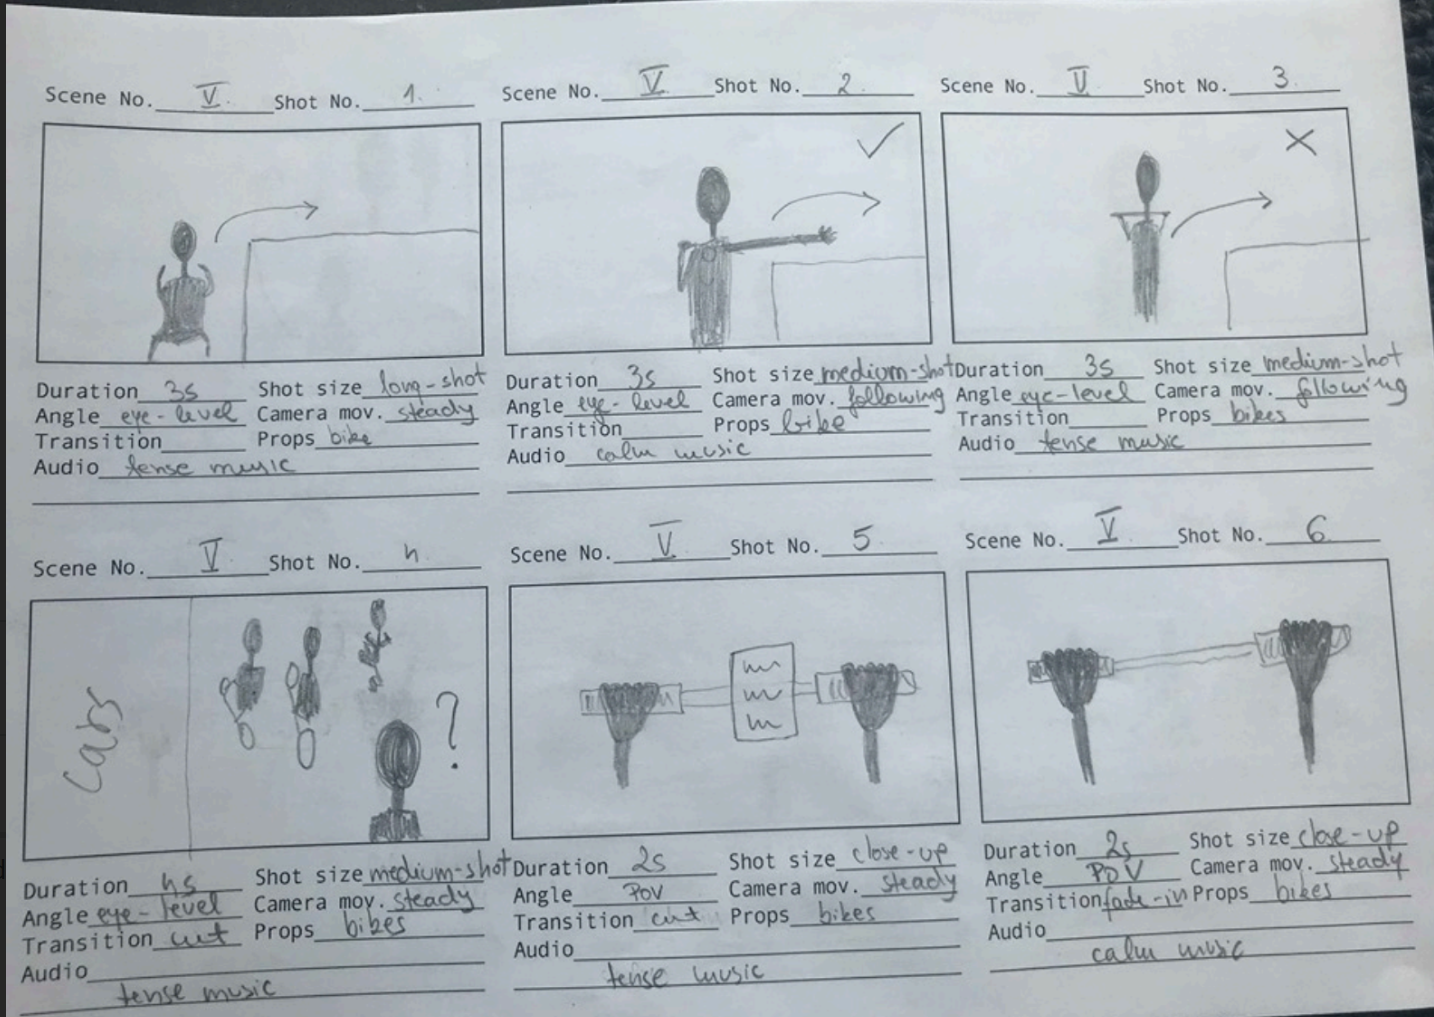 Scene No. V. Shot No. 1.
Scene No. V Shot No. 2
Scene No. V Shot No. 3.
Duration 3s Shot size long-shot
Angle eye-level Camera mov. steady
Transition Props bike
Audio tense music
Duration 3s Shot size medium-shot
Angle eye-level Camera mov. following
Transition Props bike
Audio calm music
Duration 3s Shot size medium-shot
Angle eye-level Camera mov. following
Transition Props bikes
Audio tense music
Scene No. V Shot No. 4.
Scene No. V Shot No. 5
Scene No. V Shot No. 6
cars
?
Duration 4s Shot size medium-shot
Angle eye-level Camera mov. steady
Transition cut Props bikes
Audio
tense music
Duration 2s Shot size close-up
Angle POV Camera mov. steady
Transition cut Props bikes
Audio
tense music
Duration 2s Shot size close-up
Angle POV Camera mov. steady
Transition fade-in Props bikes
Audio
calm music